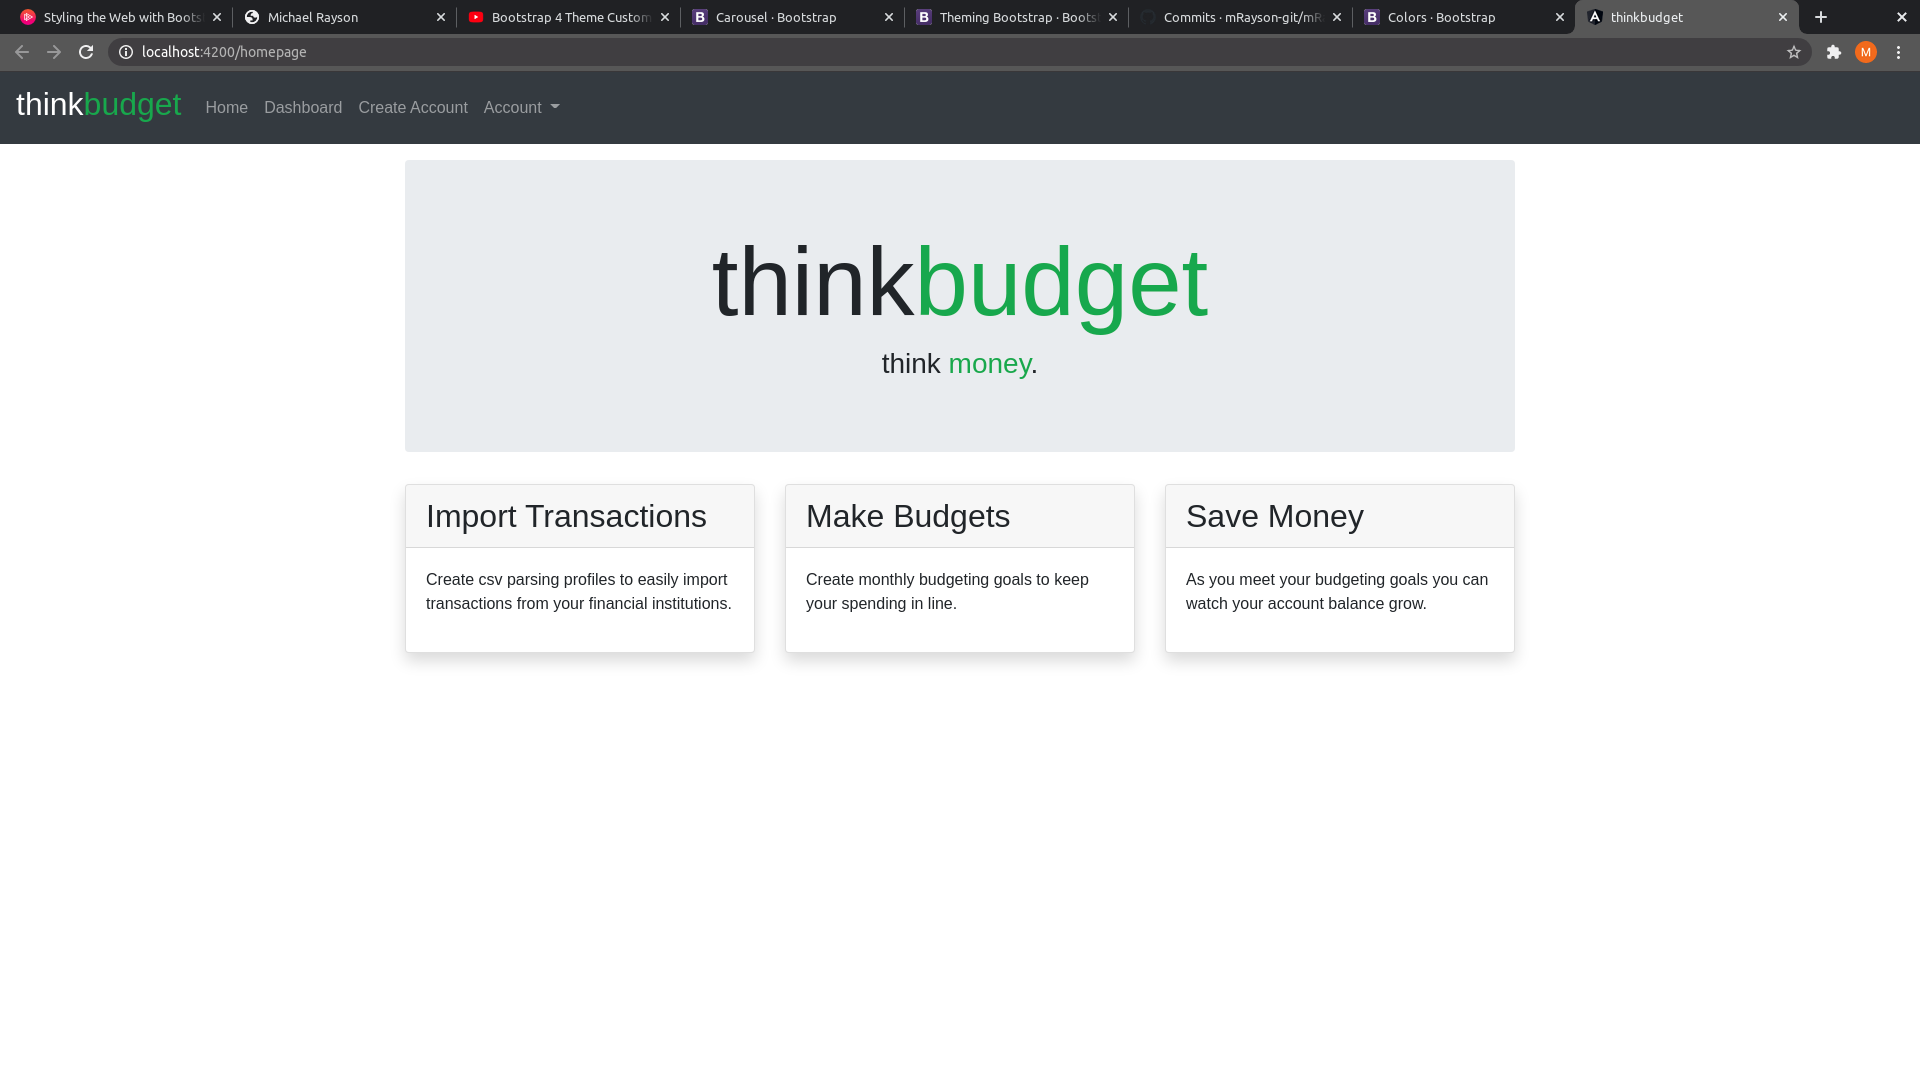 Styling the Web with Boots
Michael Rayson
Bootstrap 4 Theme Custom
Carousel · Bootstrap
Theming Bootstrap · Boots
Commits · mRayson-git/mR
Colors · Bootstrap
thinkbudget
localhost:4200/homepage
M
thinkbudget
Home
Dashboard
Create Account
Account
thinkbudget
think money.
Import Transactions
Create csv parsing profiles to easily import
transactions from your financial institutions.
Make Budgets
Create monthly budgeting goals to keep
your spending in line.
Save Money
As you meet your budgeting goals you can
watch your account balance grow.